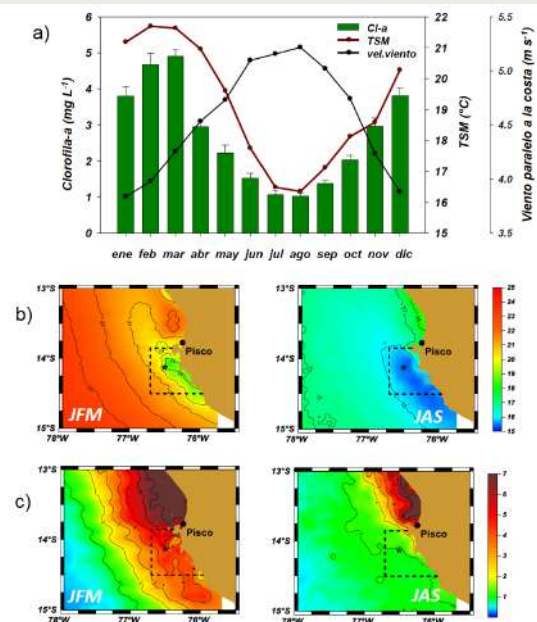 a)
Cl-a
TSM
vel.viento
Clorofila-a (mg L⁻¹)
6
5
4
3
2
1
0
22
21
20
19
18
17
16
15
TSM (°C)
5.5
5.0
4.5
4.0
3.5
Viento paralelo a la costa (m s⁻¹)
ene feb mar abr may jun jul ago sep oct nov dic
b)
13°S
14°S
15°S
78°W 77°W 76°W
Pisco
JFM
13°S
14°S
15°S
78°W 77°W 76°W
Pisco
JAS
25
24
23
22
21
20
19
18
17
16
15
c)
13°S
14°S
15°S
78°W 77°W 76°W
Pisco
JFM
13°S
14°S
15°S
78°W 77°W 76°W
Pisco
JAS
7
6
5
4
3
2
1